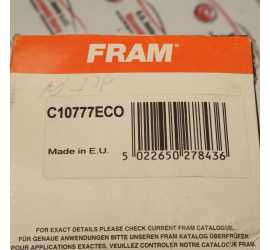 FRAM
C10777ECO
Made in E.U.
5 022650 278436
FOR EXACT DETAILS PLEASE CHECK CURRENT FRAM CATALOGUE.
FÜR GENAUE ANWENDUNGEN BITTE UNSEREN FRAM KATALOG ÜBERPRÜFEN
POUR APPLICATIONS EXACTES, VEUILLEZ CONTROLER NOTRE CATALOGUE FRAM.